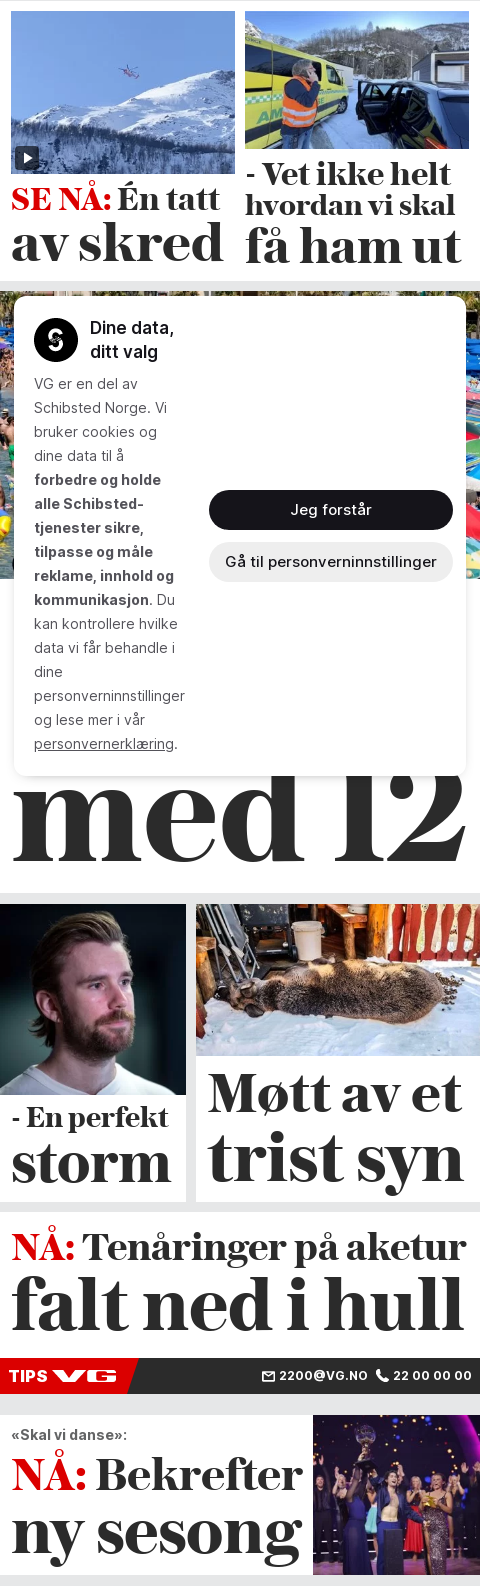 SE NÅ: Én tatt
av skred
- Vet ikke helt
hvordan vi skal
få ham ut
Dine data,
ditt valg
VG er en del av
Schibsted Norge. Vi
bruker cookies og
dine data til å
forbedre og holde
alle Schibsted-
tjenester sikre,
tilpasse og måle
reklame, innhold og
kommunikasjon. Du
kan kontrollere hvilke
data vi får behandle i
dine
personverninnstillinger
og lese mer i vår
personvernerklæring.
Jeg forstår
Gå til personverninnstillinger
med 12
- En perfekt
storm
Møtt av et
trist syn
NÅ: Tenåringer på aketur
falt ned i hull
TIPS VG
2200@VG.NO 22 00 00 00
«Skal vi danse»:
NÅ: Bekrefter
ny sesong